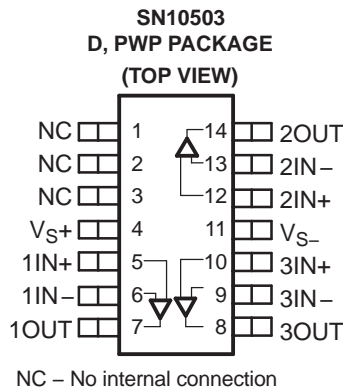 SN10503
D, PWP PACKAGE
(TOP VIEW)
NC 1 14 2OUT
NC 2 13 2IN−
NC 3 12 2IN+
VS+ 4 11 VS−
1IN+ 5 10 3IN+
1IN− 6 9 3IN−
1OUT 7 8 3OUT
NC − No internal connection